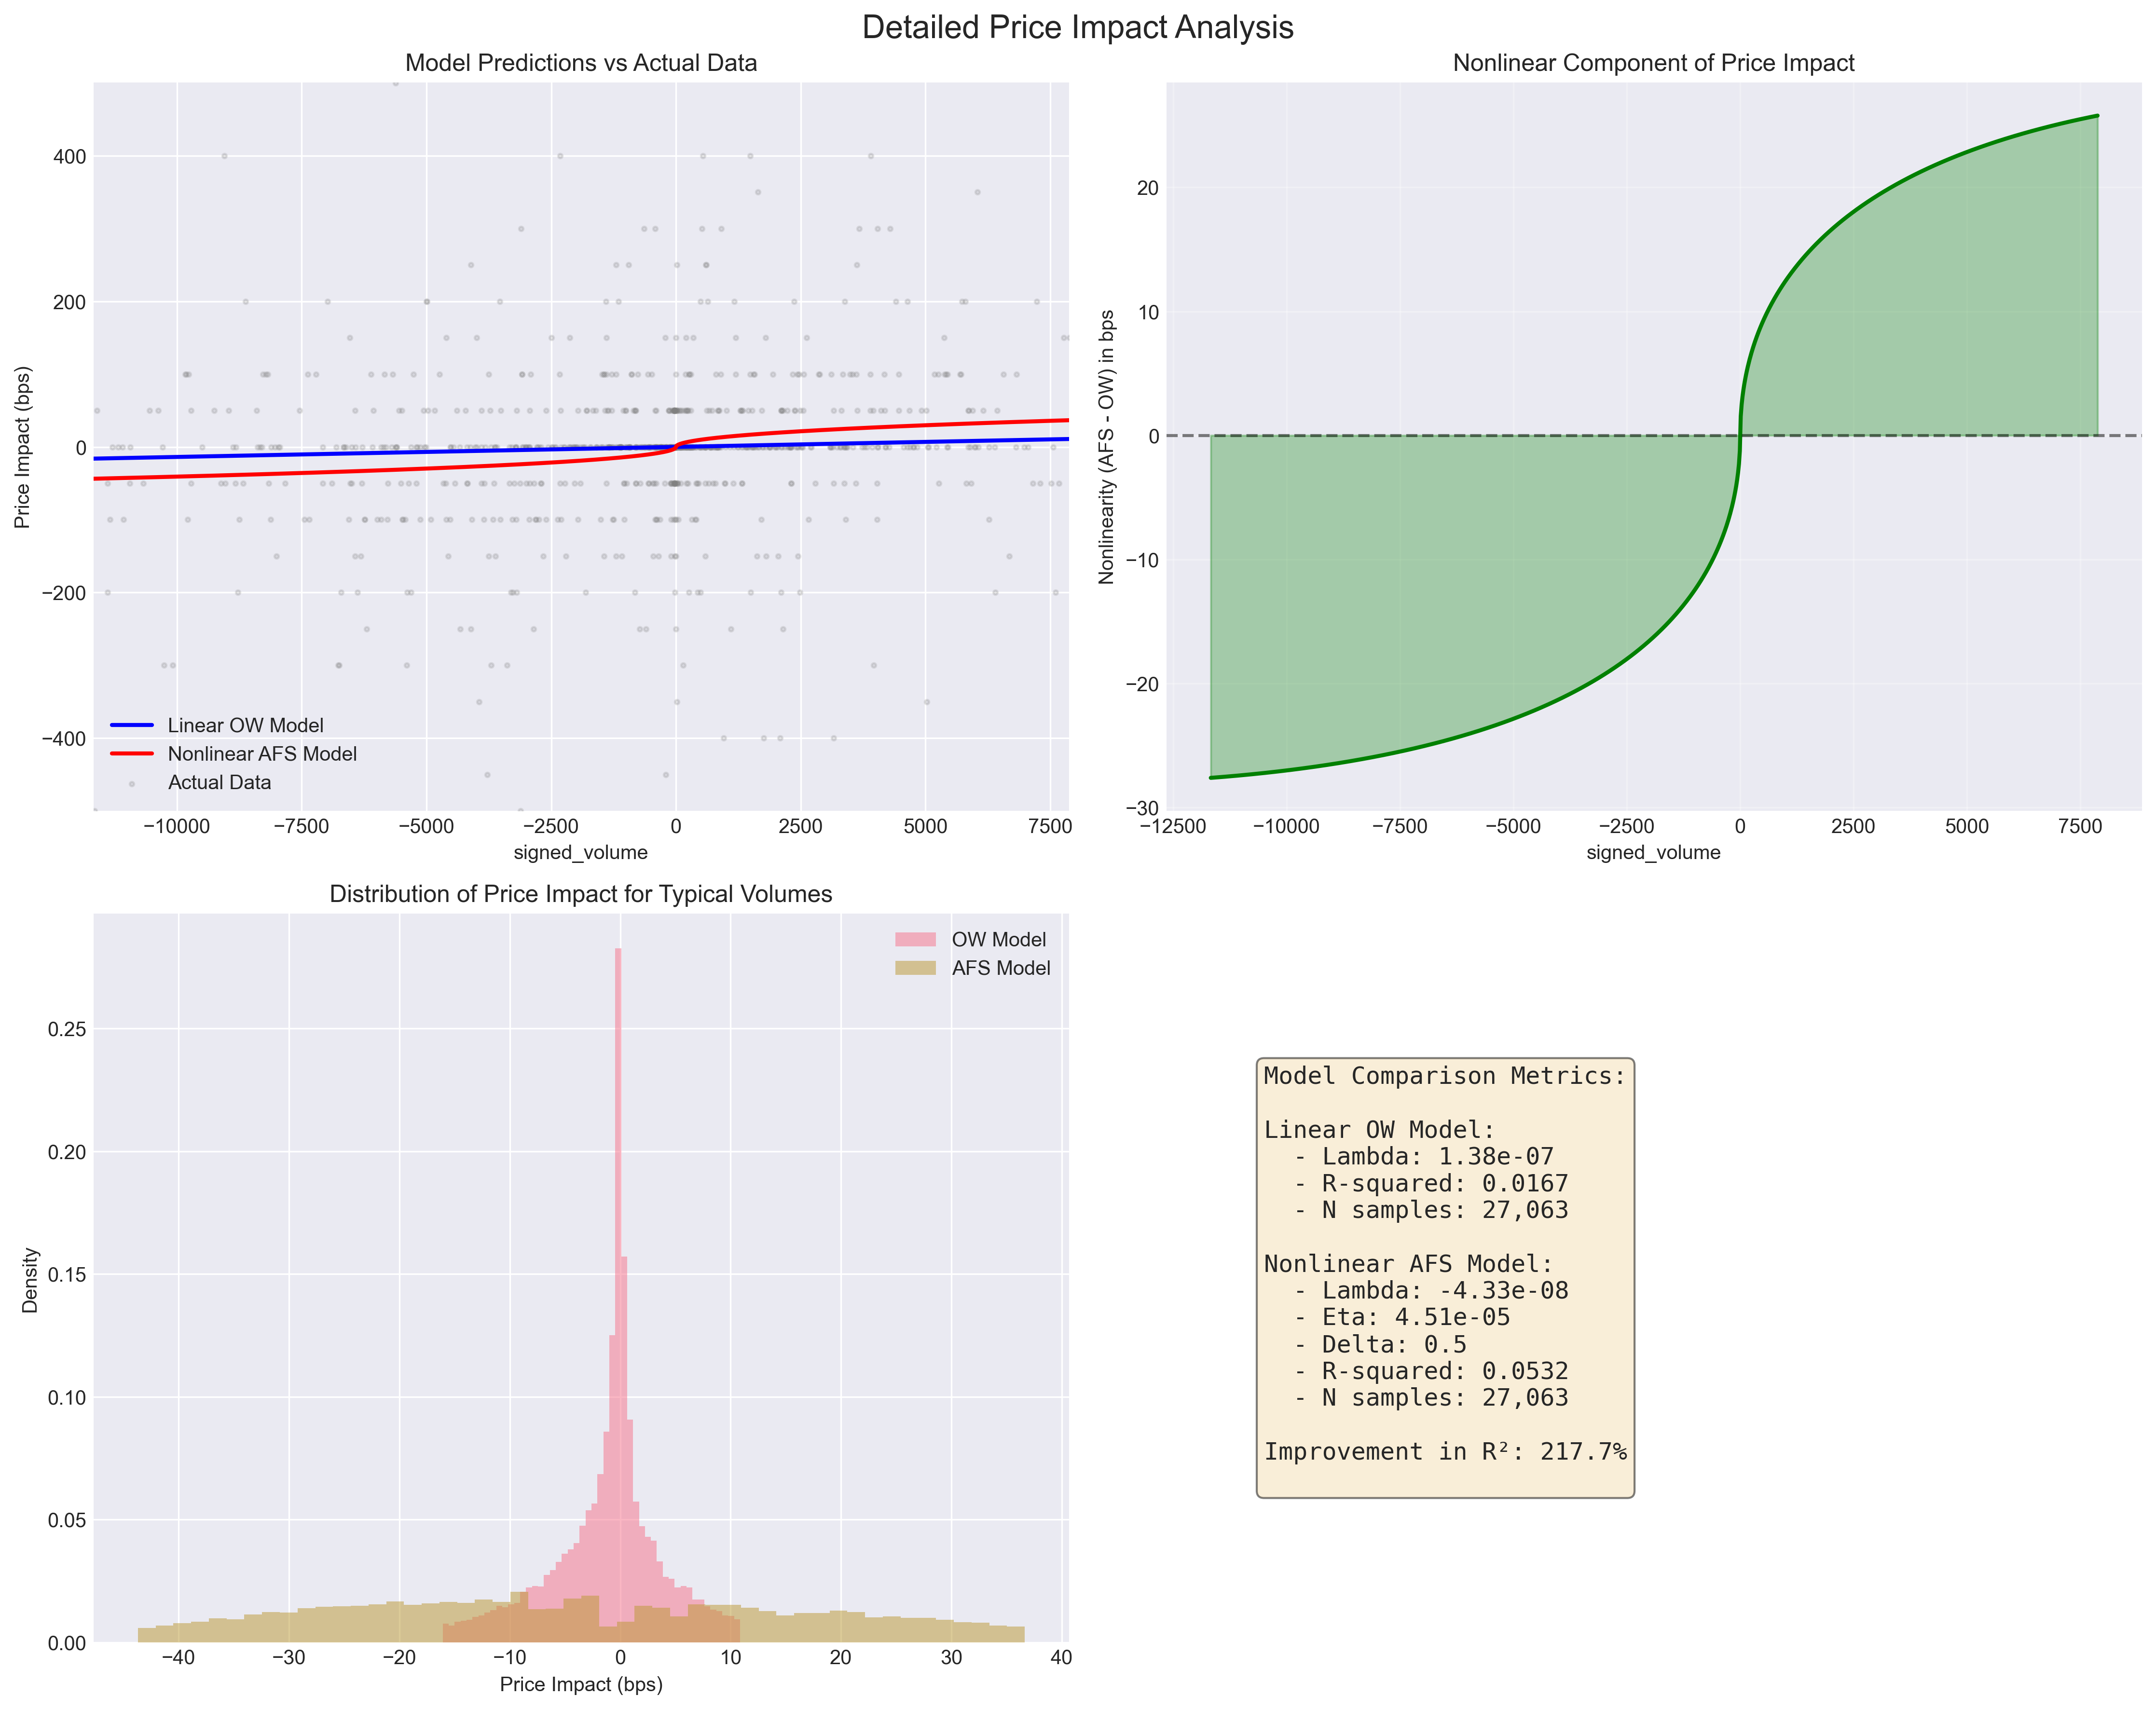 Detailed Price Impact Analysis
Model Predictions vs Actual Data
Price Impact (bps)
400
200
0
−200
−400
Linear OW Model
Nonlinear AFS Model
Actual Data
−10000 −7500 −5000 −2500 0 2500 5000 7500
signed_volume
Nonlinear Component of Price Impact
Nonlinearity (AFS - OW) in bps
20
10
0
−10
−20
−30
−12500 −10000 −7500 −5000 −2500 0 2500 5000 7500
signed_volume
Distribution of Price Impact for Typical Volumes
OW Model
AFS Model
Density
0.25
0.20
0.15
0.10
0.05
0.00
−40 −30 −20 −10 0 10 20 30 40
Price Impact (bps)
Model Comparison Metrics:
Linear OW Model:
- Lambda: 1.38e-07
- R-squared: 0.0167
- N samples: 27,063
Nonlinear AFS Model:
- Lambda: -4.33e-08
- Eta: 4.51e-05
- Delta: 0.5
- R-squared: 0.0532
- N samples: 27,063
Improvement in R²: 217.7%